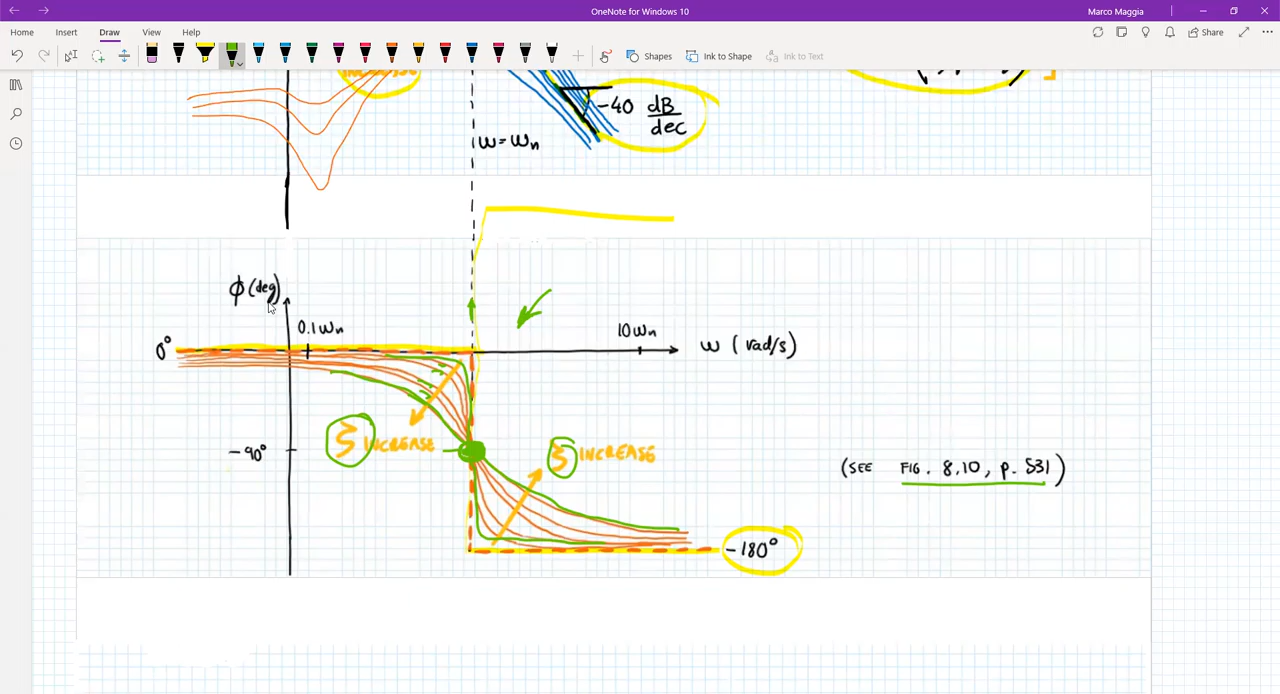 OneNote for Windows 10
Marco Maggia
Home Insert Draw View Help
Share
Shapes Ink to Shape Ink to Text
-40 dB/dec
ω=ωn
ϕ(deg)
0.1ωn
10ωn
0°
ω (rad/s)
ξ INCREASE
-90°
ξ INCREASE
(SEE FIG. 8.10, p. 531)
-180°